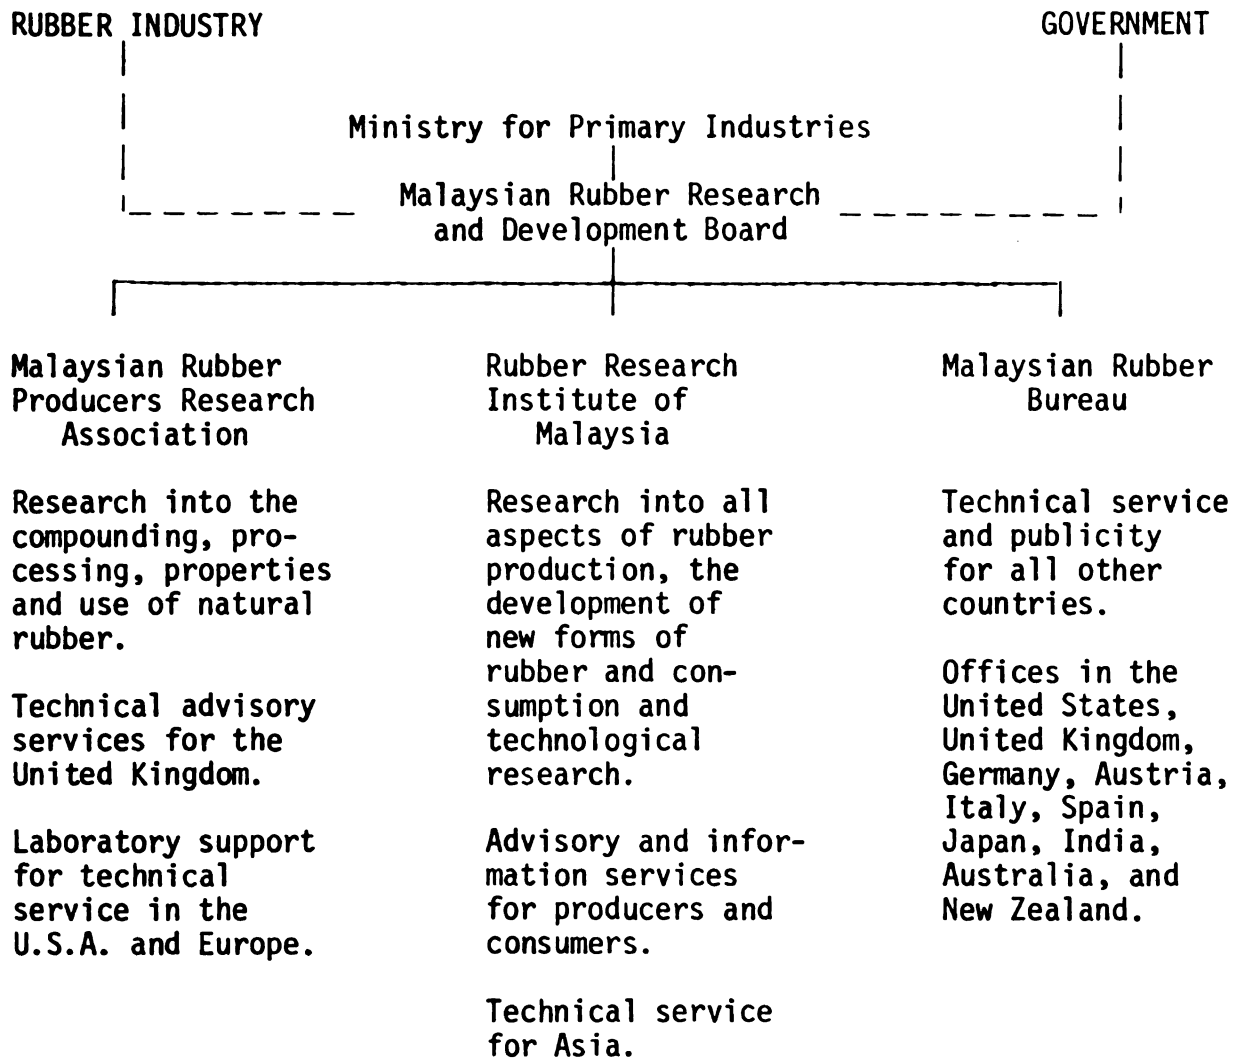 RUBBER INDUSTRY
GOVERNMENT
Ministry for Primary Industries
Malaysian Rubber Research
and Development Board
Malaysian Rubber
Producers Research
Association
Research into the
compounding, pro-
cessing, properties
and use of natural
rubber.
Technical advisory
services for the
United Kingdom.
Laboratory support
for technical
service in the
U.S.A. and Europe.
Rubber Research
Institute of
Malaysia
Research into all
aspects of rubber
production, the
development of
new forms of
rubber and con-
sumption and
technological
research.
Advisory and infor-
mation services
for producers and
consumers.
Technical service
for Asia.
Malaysian Rubber
Bureau
Technical service
and publicity
for all other
countries.
Offices in the
United States,
United Kingdom,
Germany, Austria,
Italy, Spain,
Japan, India,
Australia, and
New Zealand.